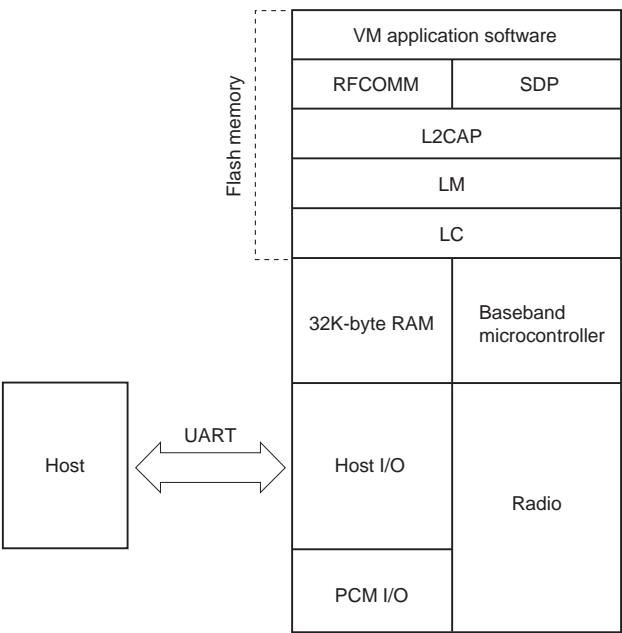 VM application software
RFCOMM
SDP
Flash memory
L2CAP
LM
LC
32K-byte RAM
Baseband
microcontroller
UART
Host
Host I/O
Radio
PCM I/O